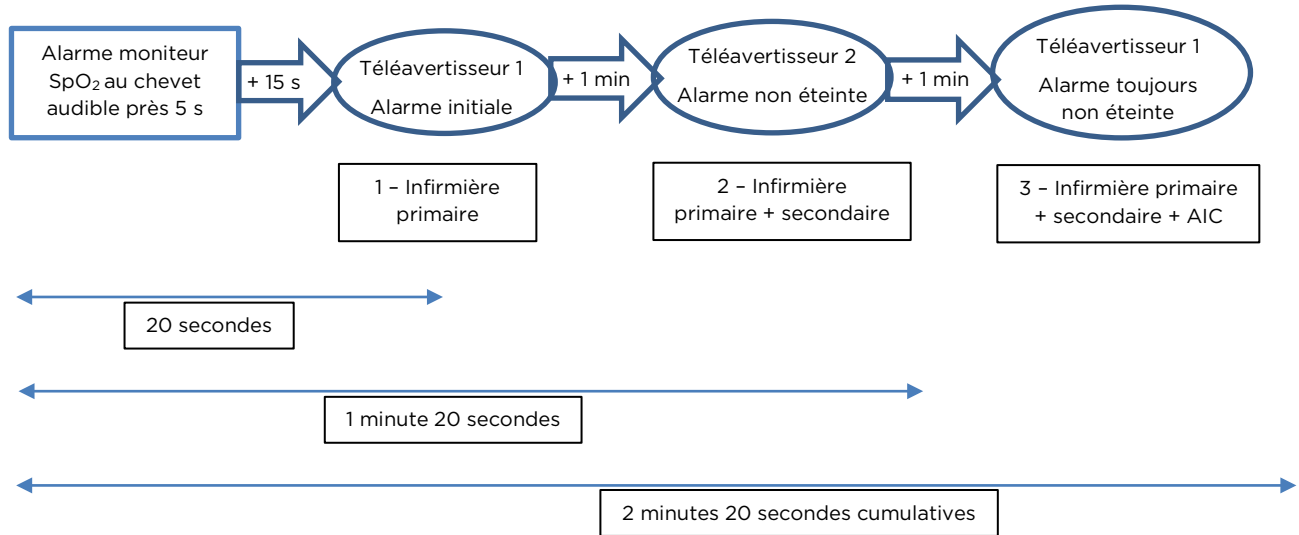 Alarme moniteur
SpO₂ au chevet
audible près 5 s
+ 15 s
Téléavertisseur 1
Alarme initiale
+ 1 min
Téléavertisseur 2
Alarme non éteinte
+ 1 min
Téléavertisseur 1
Alarme toujours
non éteinte
1 – Infirmière
primaire
2 – Infirmière
primaire + secondaire
3 – Infirmière primaire
+ secondaire + AIC
20 secondes
1 minute 20 secondes
2 minutes 20 secondes cumulatives